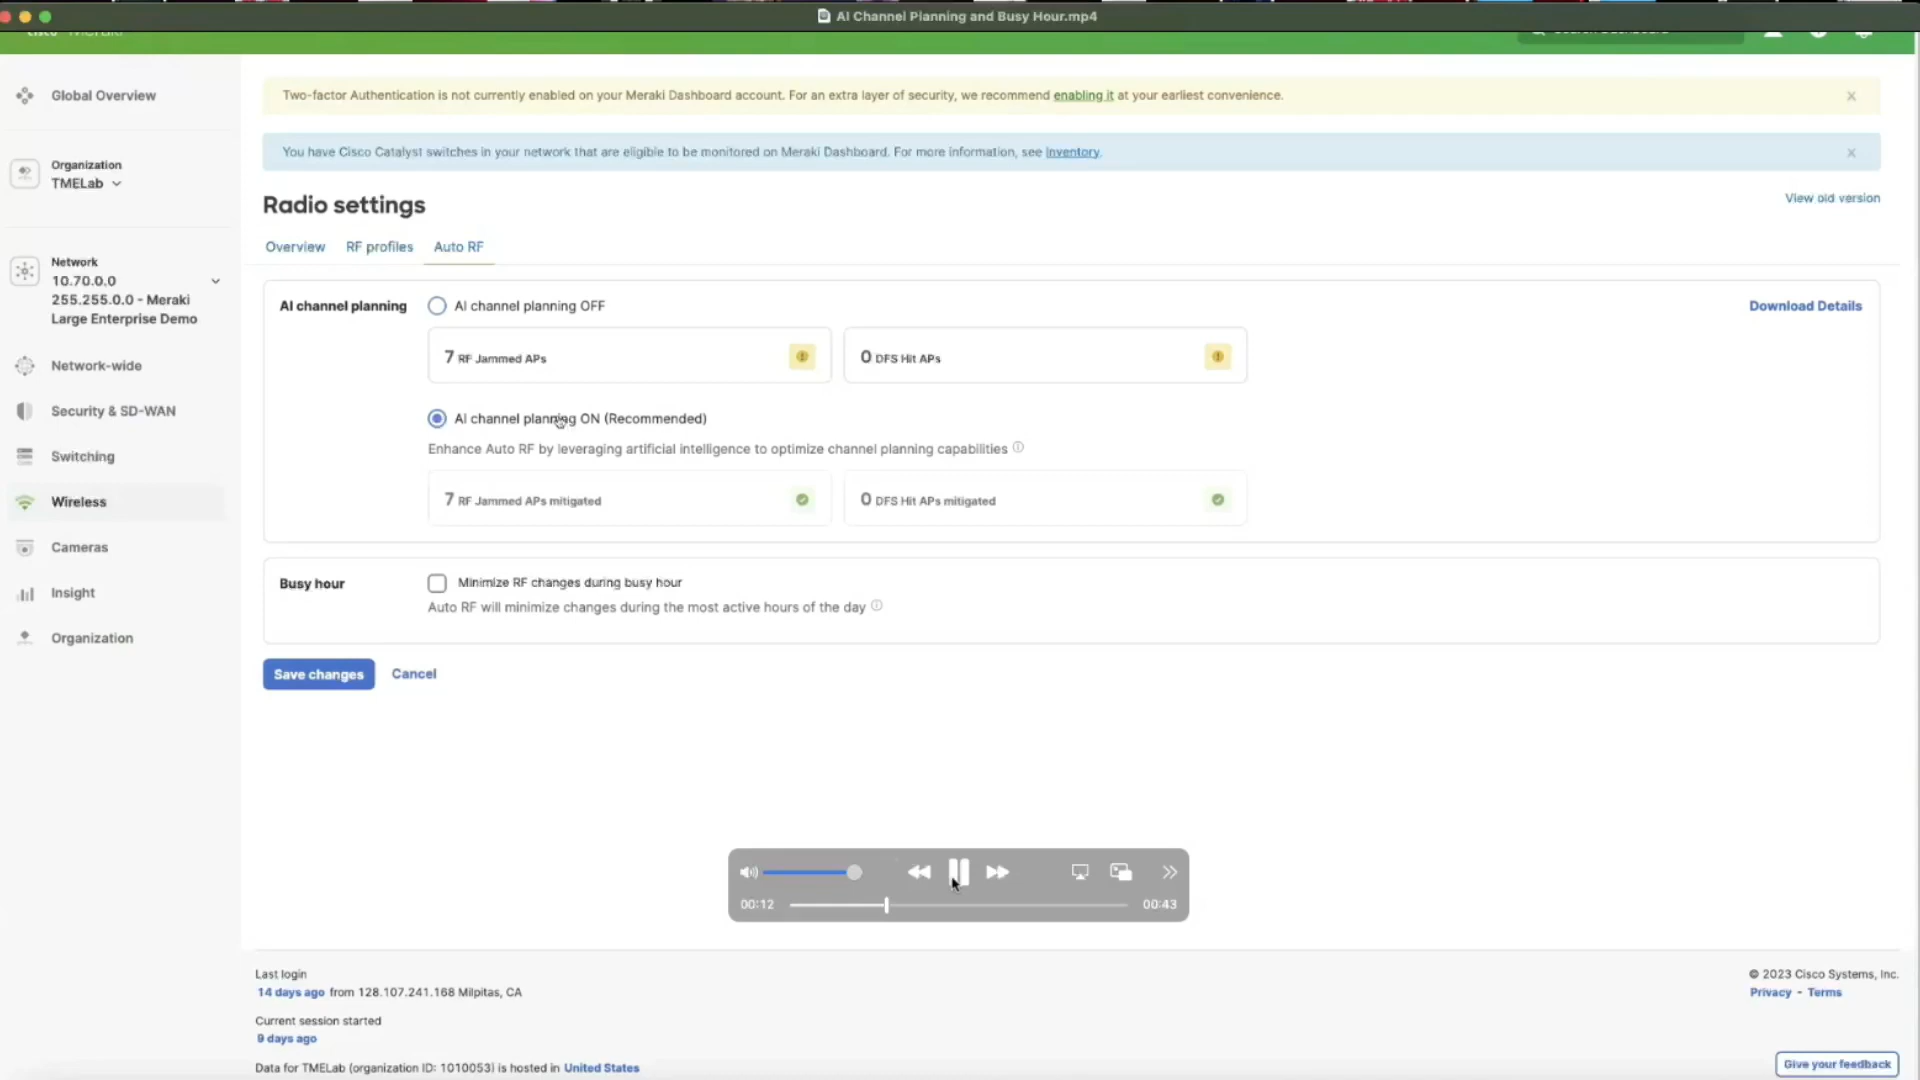 AI Channel Planning and Busy Hour.mp4
Global Overview
Two-factor Authentication is not currently enabled on your Meraki Dashboard account. For an extra layer of security, we recommend enabling it at your earliest convenience.
You have Cisco Catalyst switches in your network that are eligible to be monitored on Meraki Dashboard. For more information, see Inventory.
Organization
TMELab
Radio settings
View old version
Overview RF profiles Auto RF
Network
10.70.0.0
255.255.0.0 - Meraki
Large Enterprise Demo
AI channel planning
AI channel planning OFF
Download Details
7 RF Jammed APs
0 DFS Hit APs
Network-wide
Security & SD-WAN
Switching
Wireless
Cameras
Insight
Organization
AI channel planning ON (Recommended)
Enhance Auto RF by leveraging artificial intelligence to optimize channel planning capabilities
7 RF Jammed APs mitigated
0 DFS Hit APs mitigated
Busy hour
Minimize RF changes during busy hour
Auto RF will minimize changes during the most active hours of the day
Save changes Cancel
00:12 00:43
Last login
14 days ago from 128.107.241.168 Milpitas, CA
Current session started
9 days ago
Data for TMELab (organization ID: 1010053) is hosted in United States
© 2023 Cisco Systems, Inc.
Privacy - Terms
Give your feedback